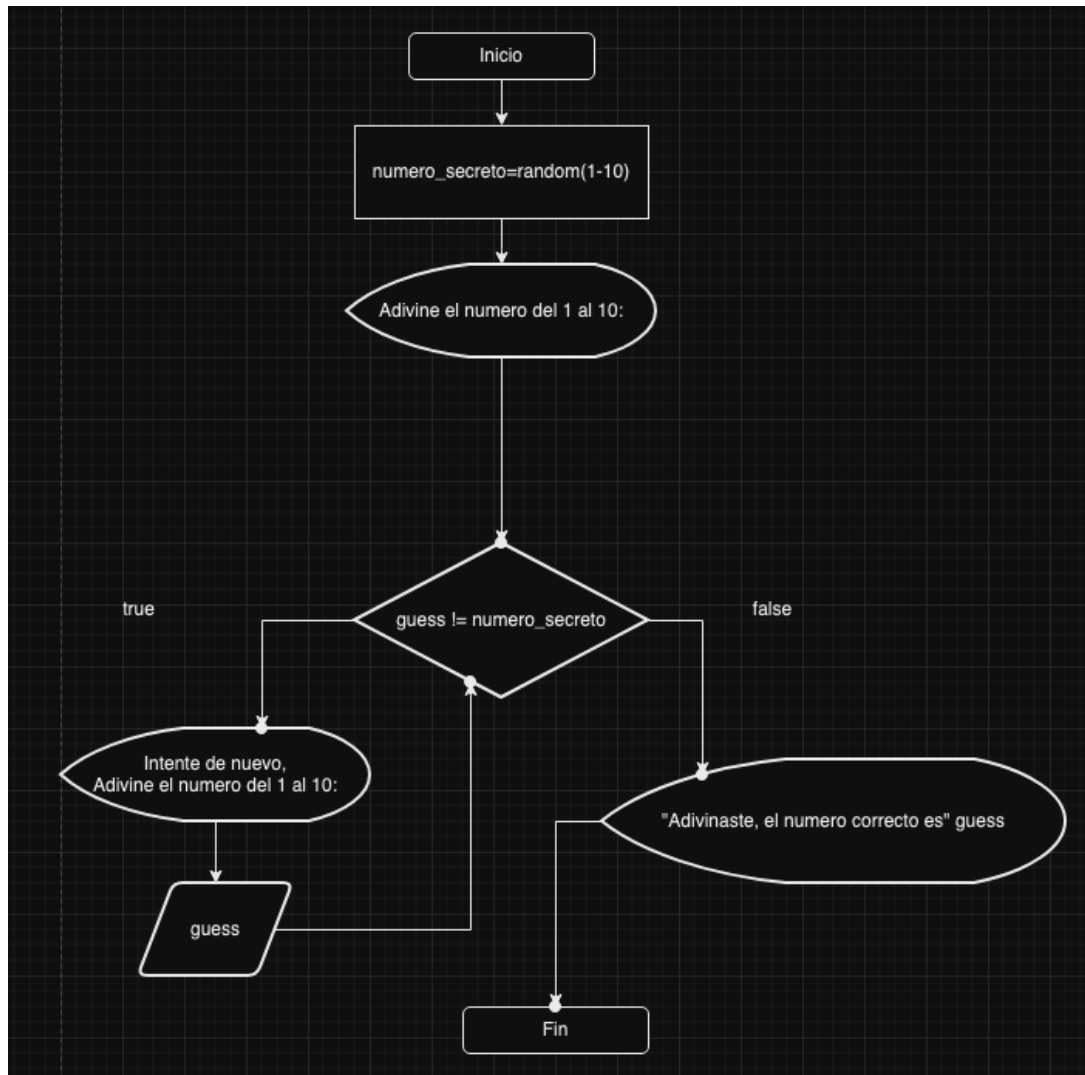 Inicio
numero_secreto=random(1-10)
Adivine el numero del 1 al 10:
guess != numero_secreto
true
false
Intente de nuevo,
Adivine el numero del 1 al 10:
"Adivinaste, el numero correcto es" guess
guess
Fin